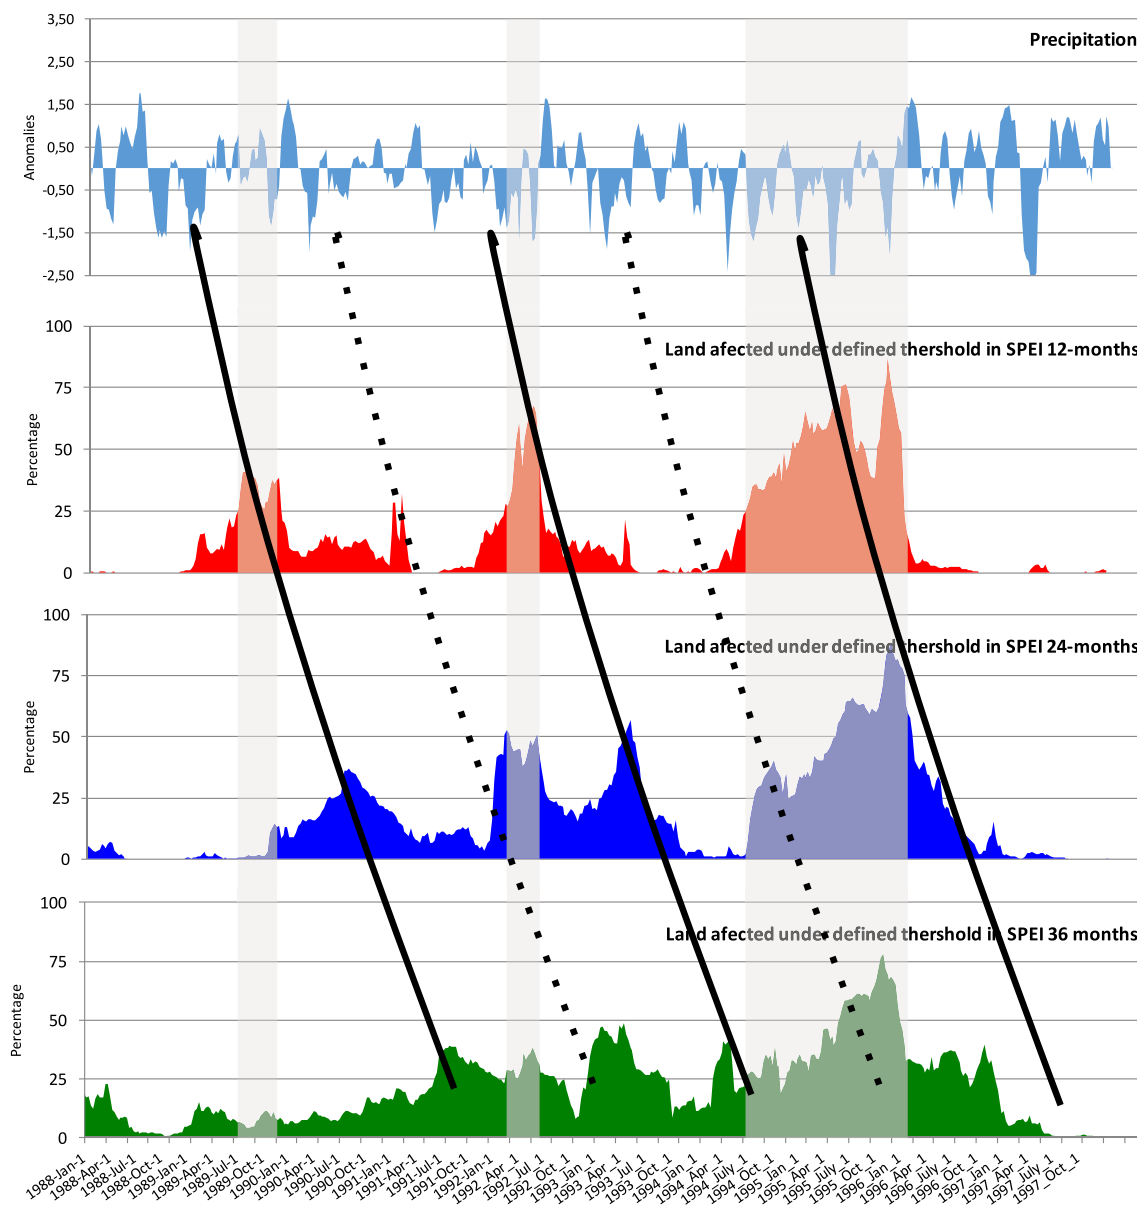 3,50
Precipitation
2,50
1,50
0,50
-0,50
-1,50
-2,50
Anomalies
100
Land afected under defined thershold in SPEI 12-months
75
50
25
0
Percentage
100
Land afected under defined thershold in SPEI 24-months
75
50
25
0
Percentage
100
Land afected under defined thershold in SPEI 36 months
75
50
25
0
Percentage
1988-Jan-1
1988-Apr-1
1988-Jul-1
1988-Oct-1
1989-Jan-1
1989-Apr-1
1989-Jul-1
1989-Oct-1
1990-Jan-1
1990-Apr-1
1990-Jul-1
1990-Oct-1
1991-Jan-1
1991-Apr-1
1991-Jul-1
1991-Oct-1
1992-Jan-1
1992_Apr_1
1992_Jul_1
1992_Oct_1
1993_Jan_1
1993_Apr_1
1993_Jul_1
1993_Oct_1
1994_Jan_1
1994_Apr_1
1994_July_1
1994_Oct_1
1995_Jan_1
1995_Apr_1
1995_July_1
1995_Oct_1
1996_Jan_1
1996_Apr_1
1996_July_1
1996_Oct_1
1997_Jan_1
1997_Apr_1
1997_July_1
1997_Oct_1